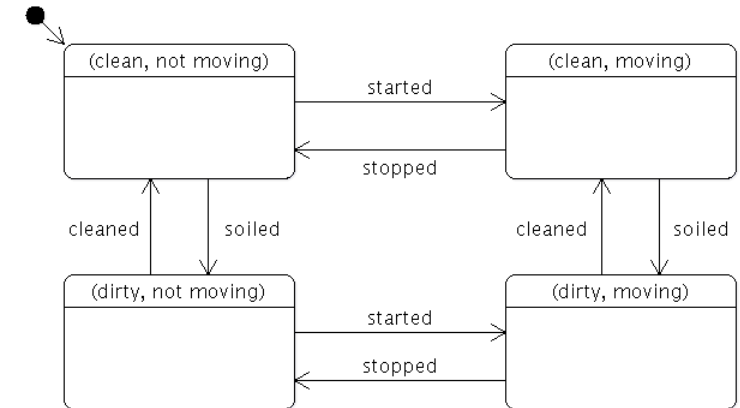 (clean, not moving)
(clean, moving)
started
stopped
cleaned
soiled
cleaned
soiled
(dirty, not moving)
(dirty, moving)
started
stopped